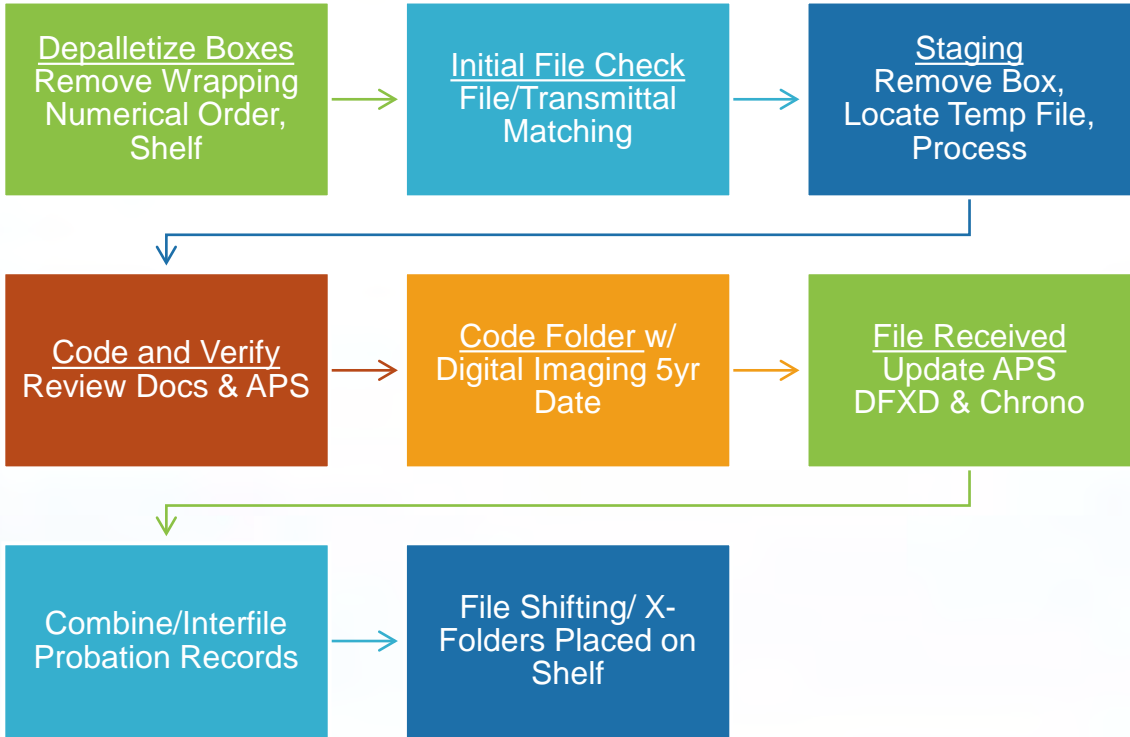 Depalletize Boxes
Remove Wrapping
Numerical Order,
Shelf
Initial File Check
File/Transmittal
Matching
Staging
Remove Box,
Locate Temp File,
Process
Code and Verify
Review Docs & APS
Code Folder w/
Digital Imaging 5yr
Date
File Received
Update APS
DFXD & Chrono
Combine/Interfile
Probation Records
File Shifting/ X-
Folders Placed on
Shelf